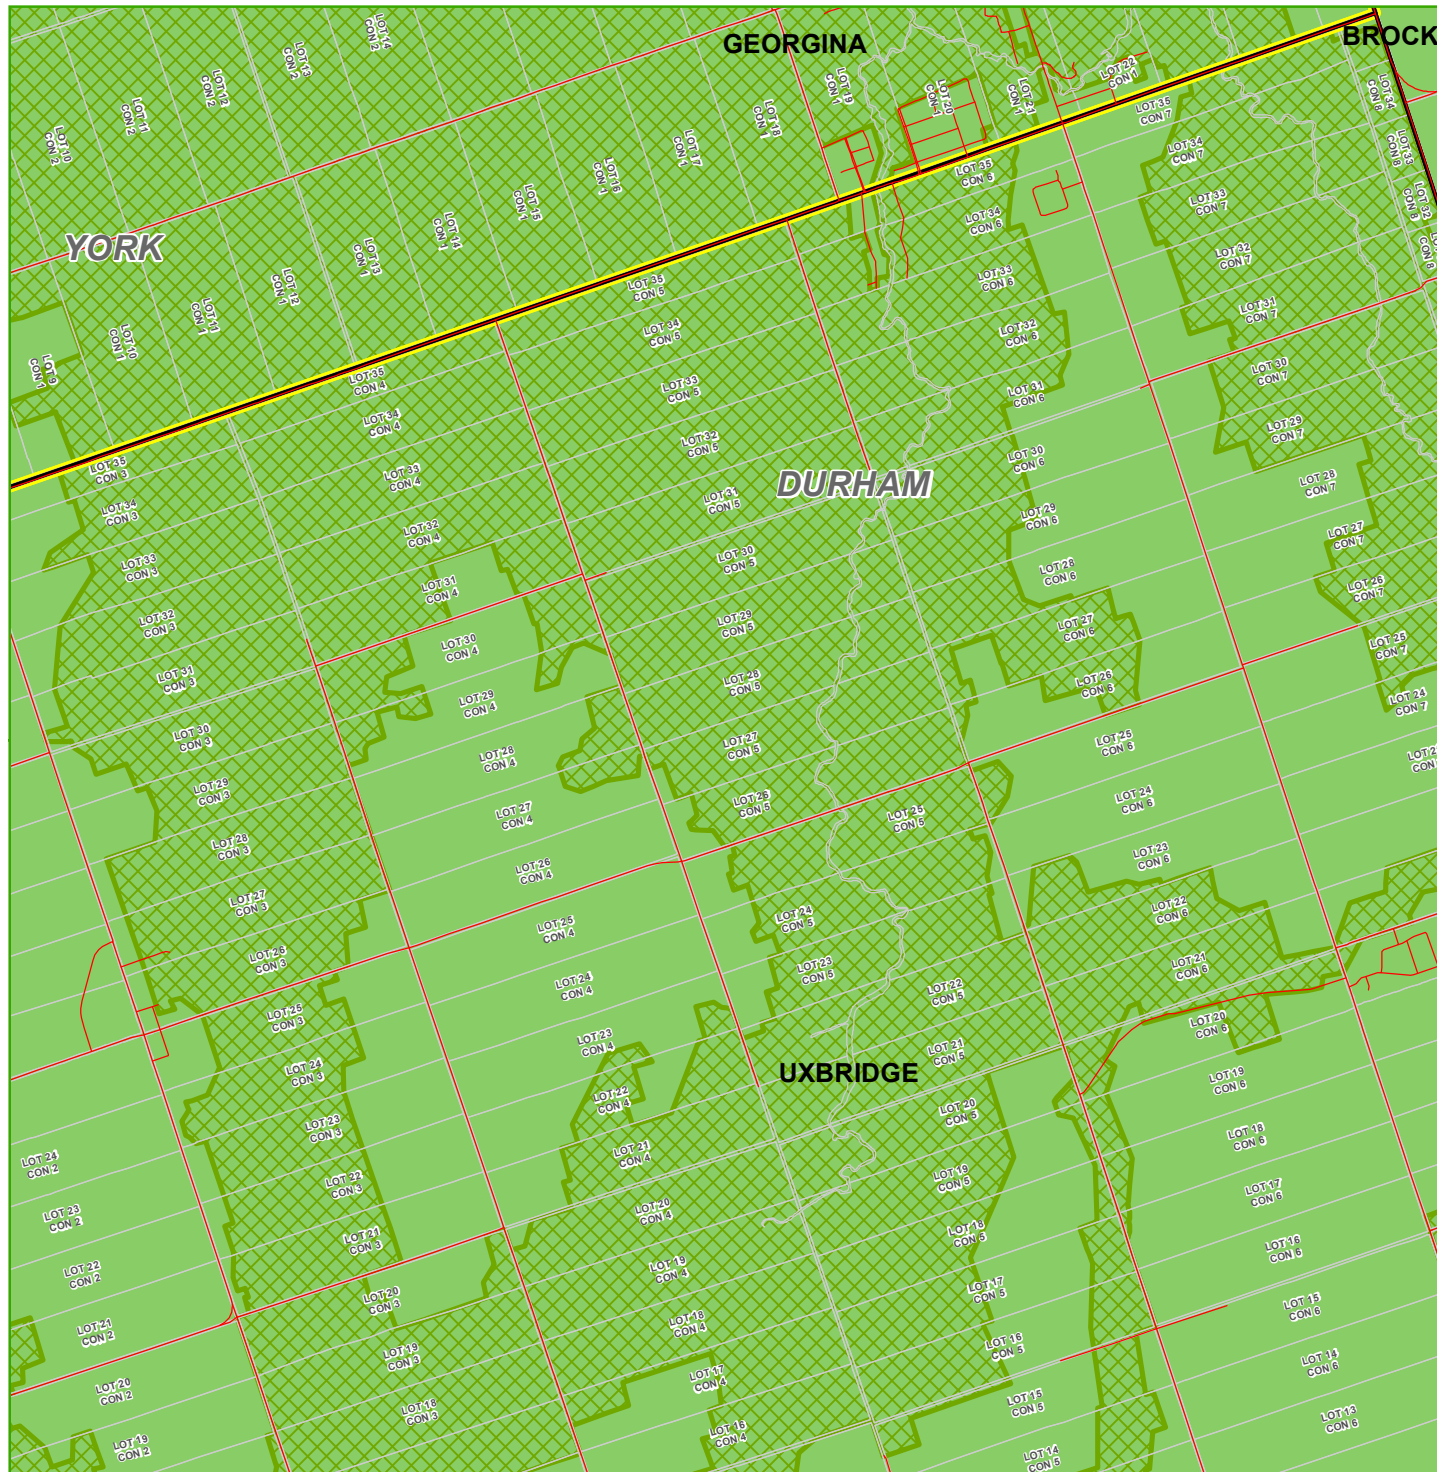 GEORGINA
BROCK
YORK
DURHAM
UXBRIDGE
LOT 14
CON 2
LOT 13
CON 2
LOT 12
CON 2
LOT 11
CON 2
LOT 10
CON 2
LOT 19
CON 1
LOT 20
CON 1
LOT 21
CON 1
LOT 22
CON 1
LOT 18
CON 1
LOT 17
CON 1
LOT 16
CON 1
LOT 15
CON 1
LOT 14
CON 1
LOT 13
CON 1
LOT 12
CON 1
LOT 11
CON 1
LOT 10
CON 1
LOT 9
CON 1
LOT 34
CON 8
LOT 33
CON 8
LOT 32
CON 8
CON 8
LOT 35
CON 7
LOT 34
CON 7
LOT 33
CON 7
LOT 32
CON 7
LOT 31
CON 7
LOT 30
CON 7
LOT 29
CON 7
LOT 28
CON 7
LOT 27
CON 7
LOT 26
CON 7
LOT 25
CON 7
LOT 24
CON 7
LOT 2
CON
LOT 35
CON 6
LOT 34
CON 6
LOT 33
CON 6
LOT 32
CON 6
LOT 31
CON 6
LOT 30
CON 6
LOT 29
CON 6
LOT 28
CON 6
LOT 27
CON 6
LOT 26
CON 6
LOT 25
CON 6
LOT 24
CON 6
LOT 23
CON 6
LOT 22
CON 6
LOT 21
CON 6
LOT 20
CON 6
LOT 19
CON 6
LOT 18
CON 6
LOT 17
CON 6
LOT 16
CON 6
LOT 15
CON 6
LOT 14
CON 6
LOT 13
CON 6
LOT 35
CON 5
LOT 34
CON 5
LOT 33
CON 5
LOT 32
CON 5
LOT 31
CON 5
LOT 30
CON 5
LOT 29
CON 5
LOT 28
CON 5
LOT 27
CON 5
LOT 26
CON 5
LOT 25
CON 5
LOT 24
CON 5
LOT 23
CON 5
LOT 22
CON 5
LOT 21
CON 5
LOT 20
CON 5
LOT 19
CON 5
LOT 18
CON 5
LOT 17
CON 5
LOT 16
CON 5
LOT 15
CON 5
LOT 14
CON 5
LOT 35
CON 4
LOT 34
CON 4
LOT 33
CON 4
LOT 32
CON 4
LOT 31
CON 4
LOT 30
CON 4
LOT 29
CON 4
LOT 28
CON 4
LOT 27
CON 4
LOT 26
CON 4
LOT 25
CON 4
LOT 24
CON 4
LOT 23
CON 4
LOT 22
CON 4
LOT 21
CON 4
LOT 20
CON 4
LOT 19
CON 4
LOT 18
CON 4
LOT 17
CON 4
LOT 16
CON 4
LOT 35
CON 3
LOT 34
CON 3
LOT 33
CON 3
LOT 32
CON 3
LOT 31
CON 3
LOT 30
CON 3
LOT 29
CON 3
LOT 28
CON 3
LOT 27
CON 3
LOT 26
CON 3
LOT 25
CON 3
LOT 24
CON 3
LOT 23
CON 3
LOT 22
CON 3
LOT 21
CON 3
LOT 20
CON 3
LOT 19
CON 3
LOT 18
CON 3
LOT 24
CON 2
LOT 23
CON 2
LOT 22
CON 2
LOT 21
CON 2
LOT 20
CON 2
LOT 19
CON 2